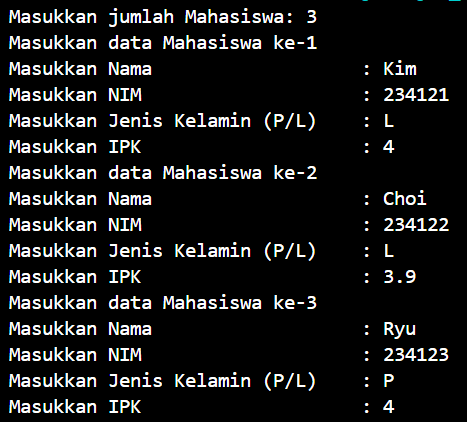 Masukkan jumlah Mahasiswa: 3
Masukkan data Mahasiswa ke-1
Masukkan Nama : Kim
Masukkan NIM : 234121
Masukkan Jenis Kelamin (P/L) : L
Masukkan IPK : 4
Masukkan data Mahasiswa ke-2
Masukkan Nama : Choi
Masukkan NIM : 234122
Masukkan Jenis Kelamin (P/L) : L
Masukkan IPK : 3.9
Masukkan data Mahasiswa ke-3
Masukkan Nama : Ryu
Masukkan NIM : 234123
Masukkan Jenis Kelamin (P/L) : P
Masukkan IPK : 4